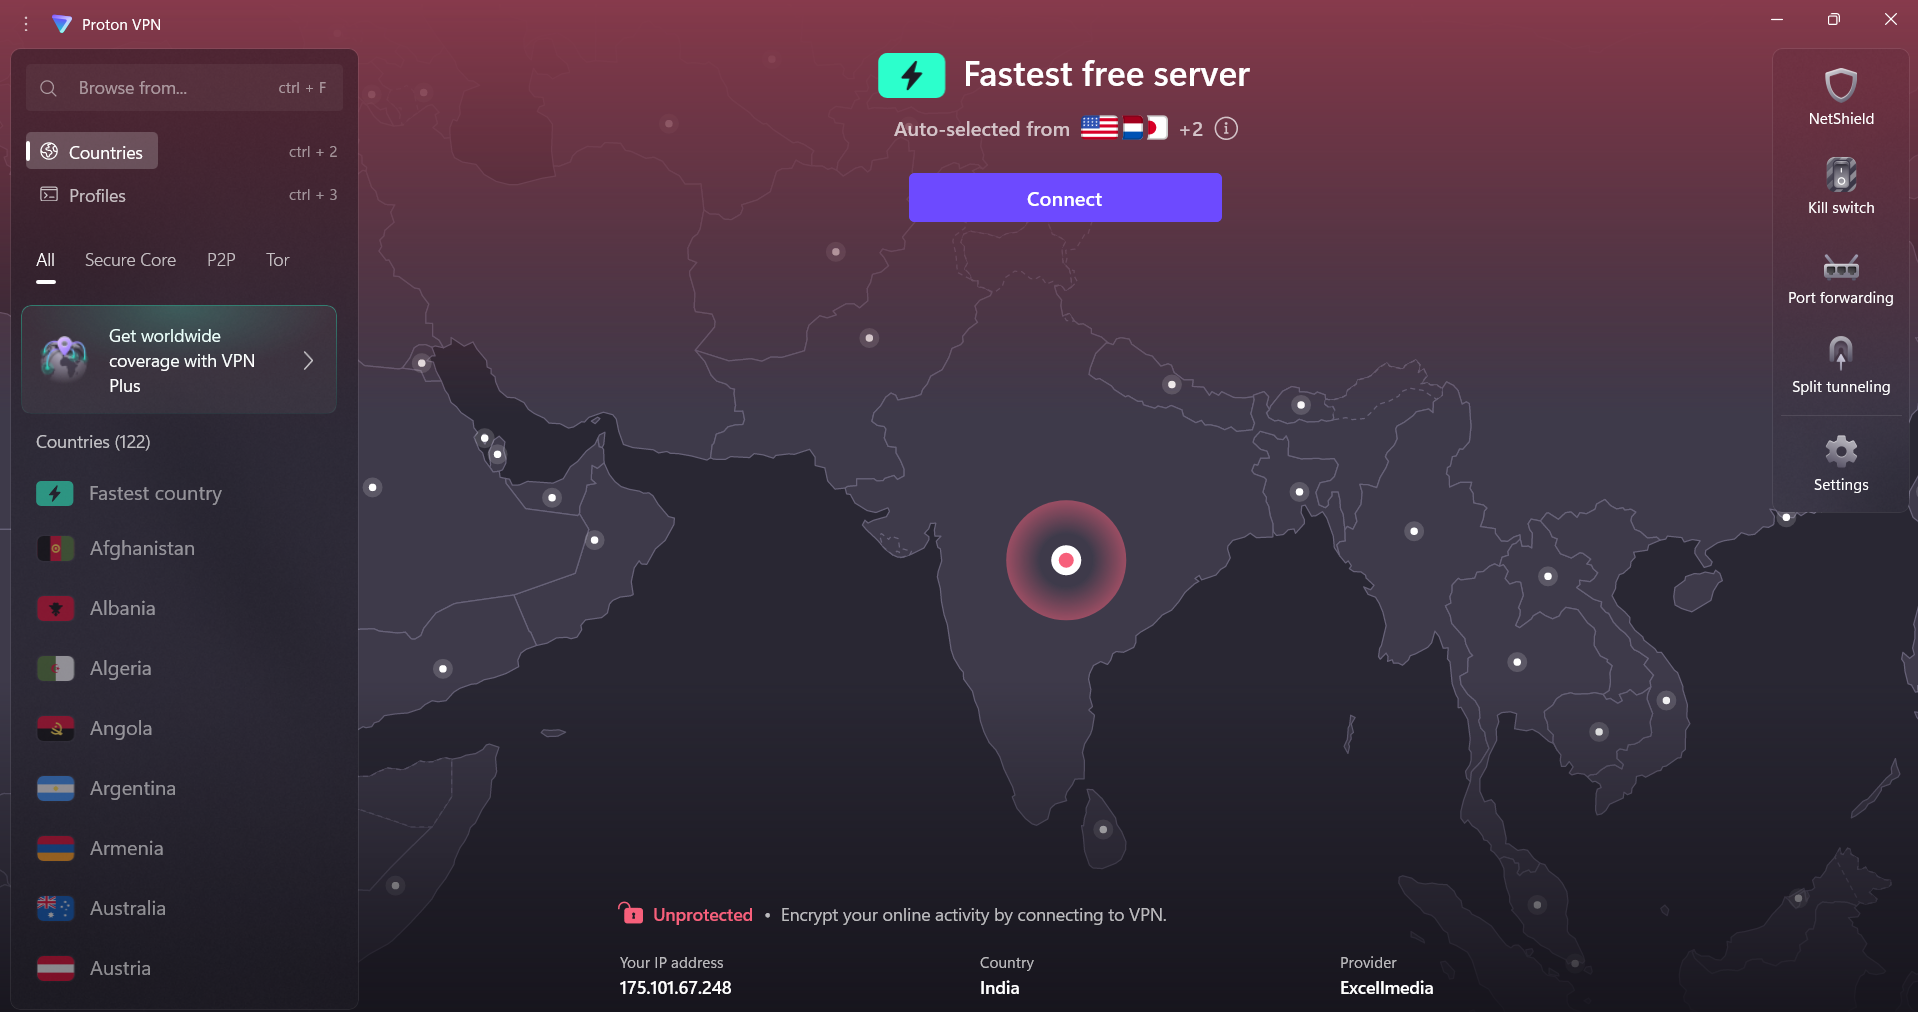 Proton VPN
Browse from...
ctrl + F
Countries
ctrl + 2
Profiles
ctrl + 3
All
Secure Core
P2P
Tor
Get worldwide
coverage with VPN
Plus
Countries (122)
Fastest country
Afghanistan
Albania
Algeria
Angola
Argentina
Armenia
Australia
Austria
Fastest free server
Auto-selected from
+2
Connect
Unprotected • Encrypt your online activity by connecting to VPN.
Your IP address
175.101.67.248
Country
India
Provider
Excellmedia
NetShield
Kill switch
Port forwarding
Split tunneling
Settings